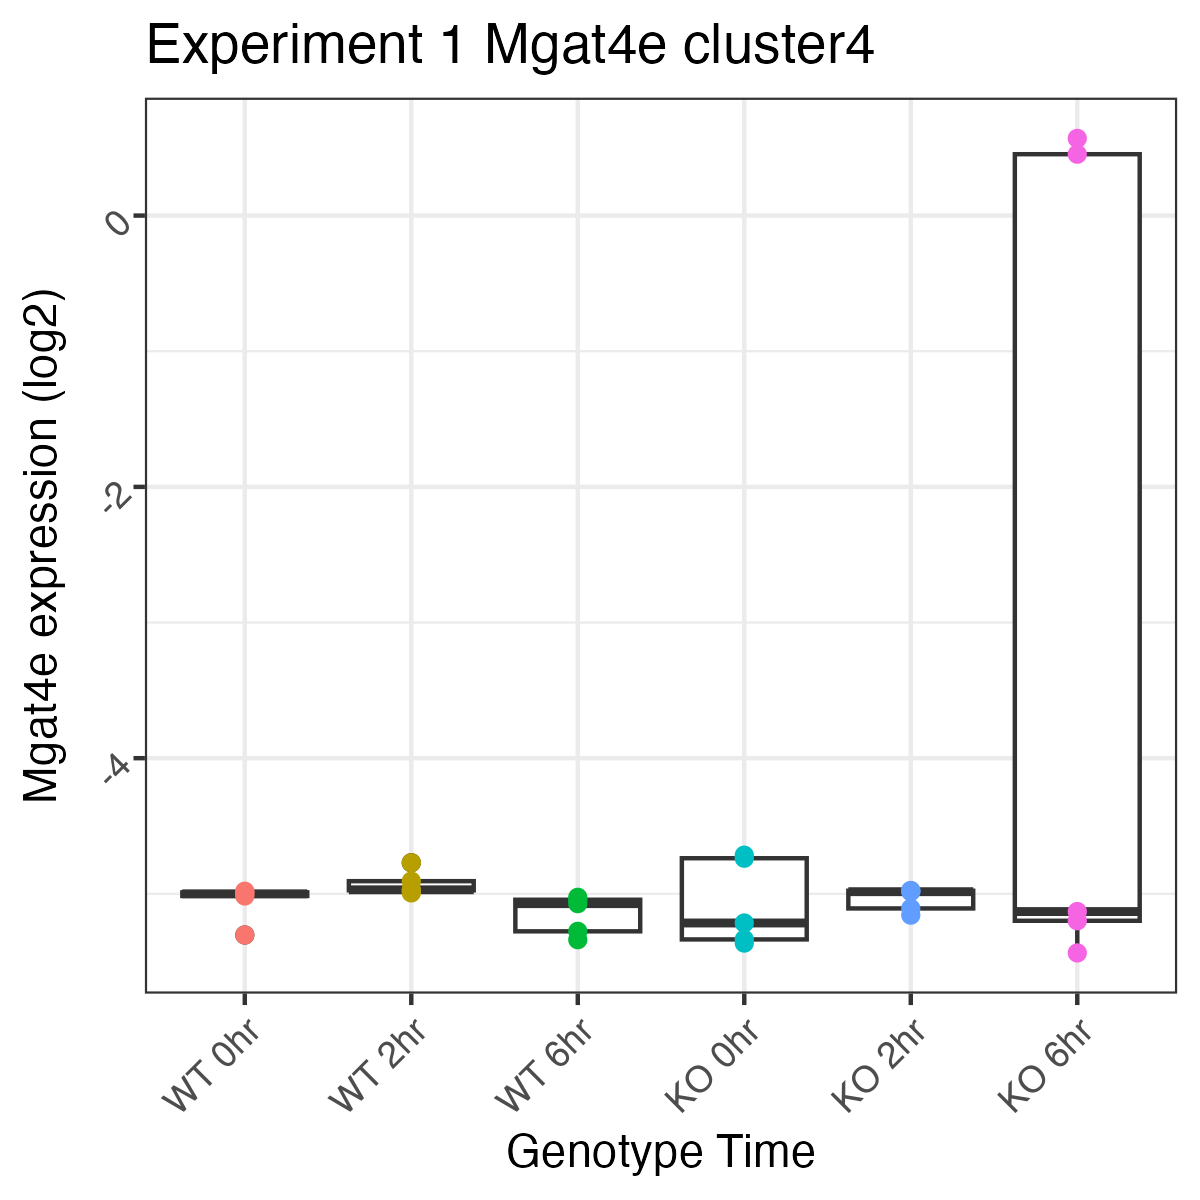 Experiment 1 Mgat4e cluster4
Mgat4e expression (log2)
0
-2
-4
WT 0hr
WT 2hr
WT 6hr
KO 0hr
KO 2hr
KO 6hr
Genotype Time